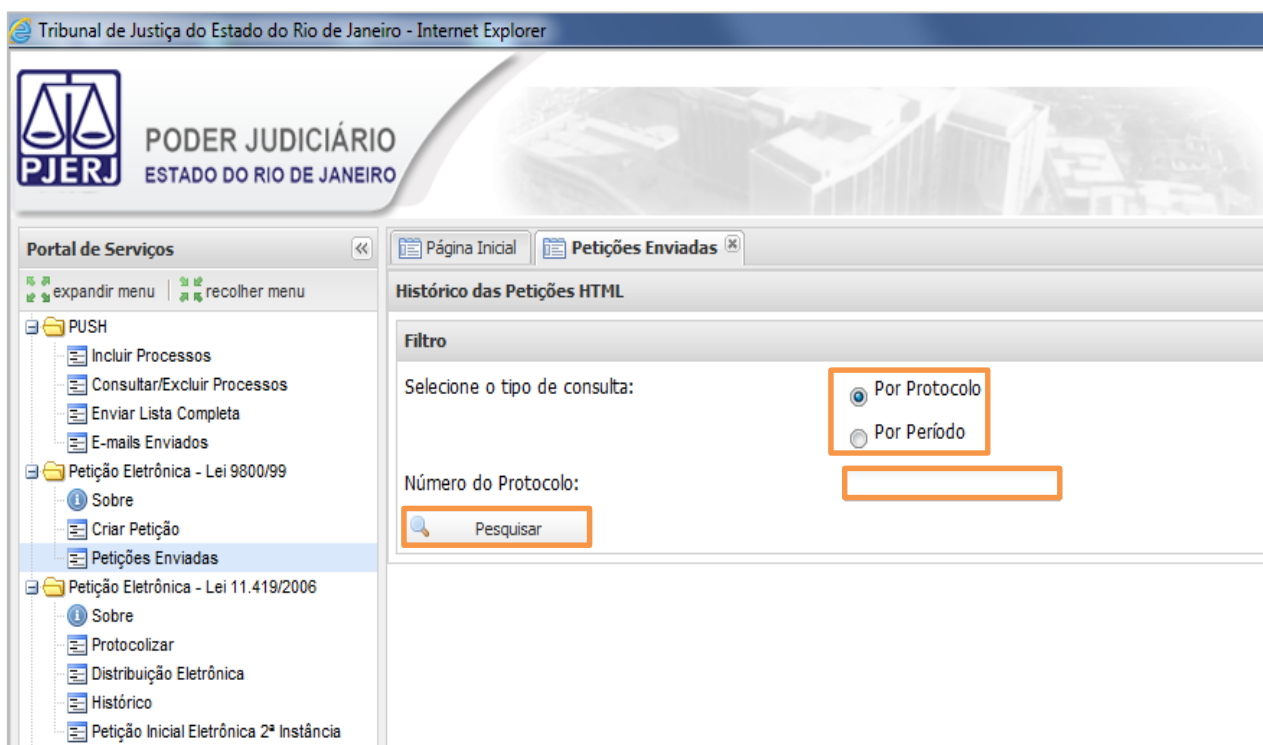 Tribunal de Justiça do Estado do Rio de Janeiro - Internet Explorer
PJERJ
PODER JUDICIÁRIO
ESTADO DO RIO DE JANEIRO
Portal de Serviços
expandir menu
recolher menu
PUSH
Incluir Processos
Consultar/Excluir Processos
Enviar Lista Completa
E-mails Enviados
Petição Eletrônica - Lei 9800/99
Sobre
Criar Petição
Petições Enviadas
Petição Eletrônica - Lei 11.419/2006
Sobre
Protocolizar
Distribuição Eletrônica
Histórico
Petição Inicial Eletrônica 2ª Instância
Página Inicial
Petições Enviadas
Histórico das Petições HTML
Filtro
Selecione o tipo de consulta:
Por Protocolo
Por Período
Número do Protocolo:
Pesquisar